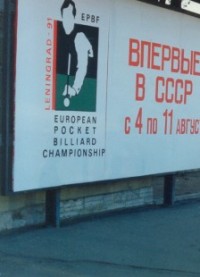 LENINGRAD - 91
EPBF
EUROPEAN
POCKET
BILLIARD
CHAMPIONSHIP
ВПЕРВЫЕ
В СССР
с 4 по 11 АВГУС